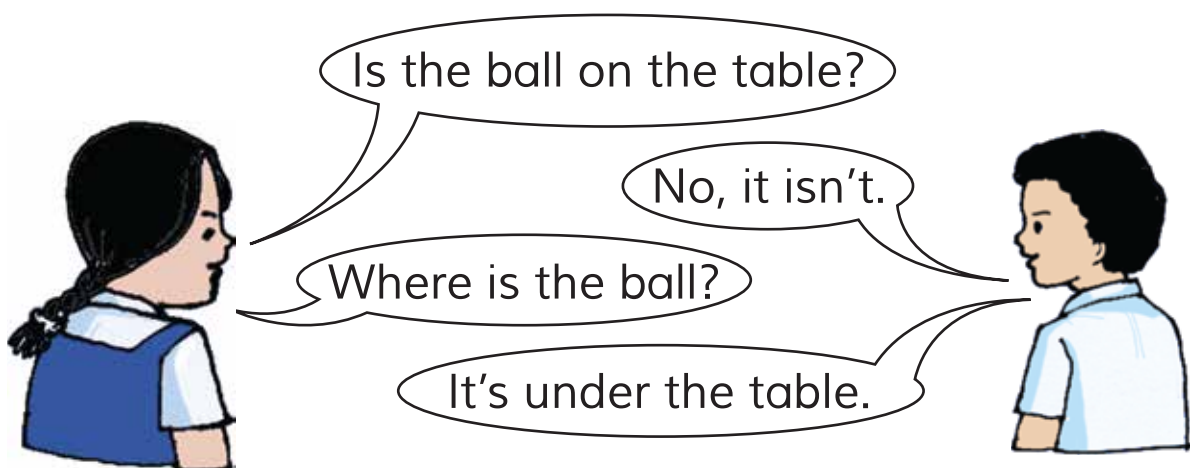 Is the ball on the table?
No, it isn’t.
Where is the ball?
It’s under the table.